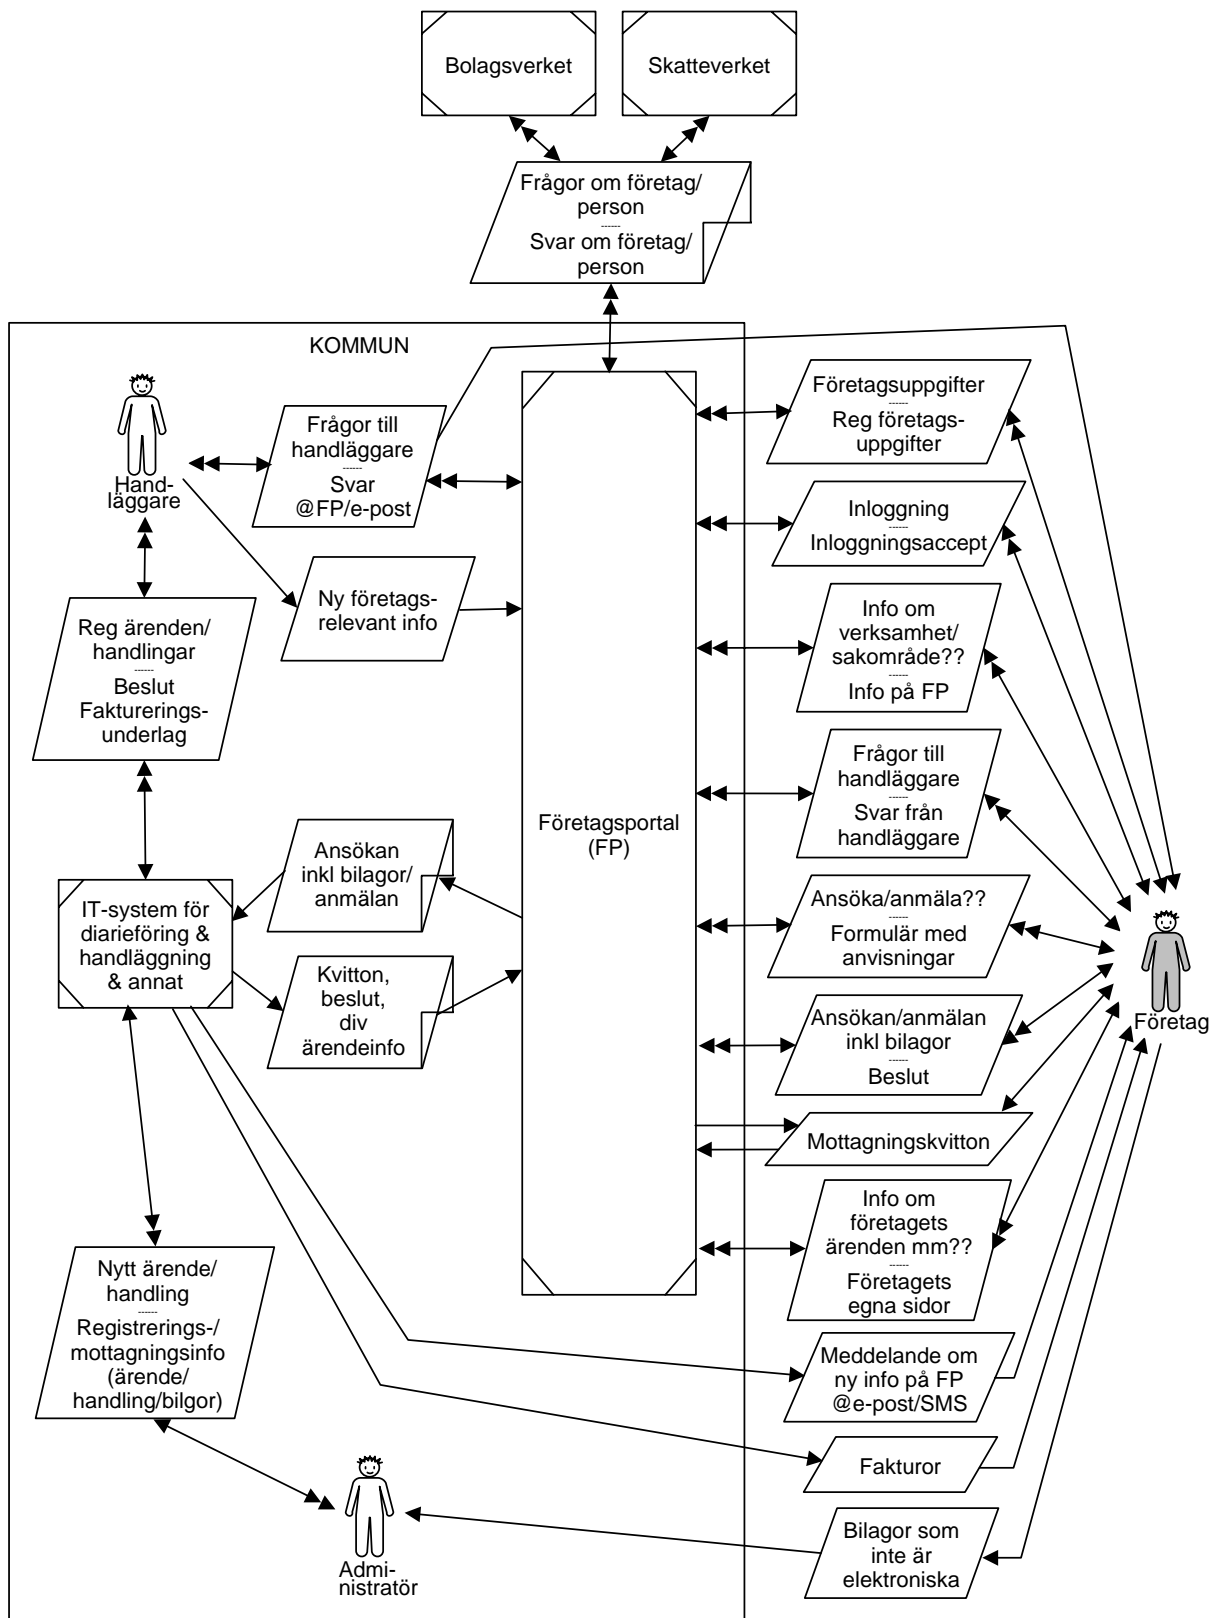 Bolagsverket
Skatteverket
Frågor om företag/
person
------
Svar om företag/
person
KOMMUN
Hand-
läggare
Frågor till
handläggare
------
Svar
@FP/e-post
Ny företags-
relevant info
Reg ärenden/
handlingar
------
Beslut
Fakturerings-
underlag
Ansökan
inkl bilagor/
anmälan
IT-system för
diarieföring &
handläggning
& annat
Kvitton,
beslut,
div
ärendeinfo
Företagsportal
(FP)
Nytt ärende/
handling
------
Registrerings-/
mottagningsinfo
(ärende/
handling/bilgor)
Admi-
nistratör
Företagsuppgifter
------
Reg företags-
uppgifter
Inloggning
------
Inloggningsaccept
Info om
verksamhet/
sakområde??
------
Info på FP
Frågor till
handläggare
------
Svar från
handläggare
Ansöka/anmäla??
------
Formulär med
anvisningar
Företag
Ansökan/anmälan
inkl bilagor
------
Beslut
Mottagningskvitton
Info om
företagets
ärenden mm??
------
Företagets
egna sidor
Meddelande om
ny info på FP
@e-post/SMS
Fakturor
Bilagor som
inte är
elektroniska